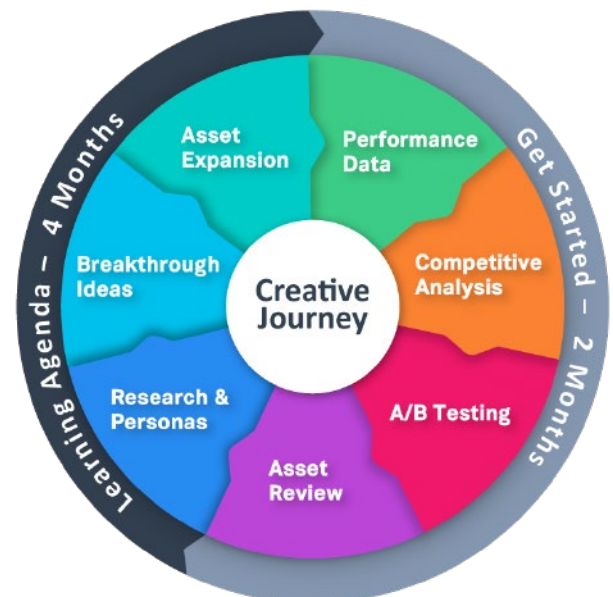 Creative
Journey
Performance
Data
Competitive
Analysis
A/B Testing
Asset
Review
Research &
Personas
Breakthrough
Ideas
Asset
Expansion
Get Started – 2 Months
Learning Agenda – 4 Months